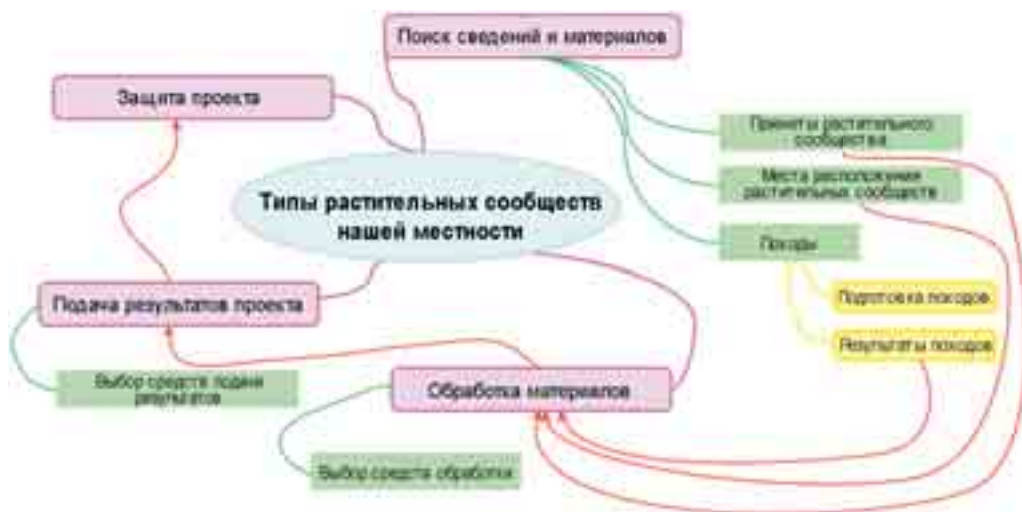 Поиск сведений и материалов
Защита проекта
Приметы растительного
сообщества
Места расположения
растительных сообществ
Типы растительных сообществ
нашей местности
Походы
Подготовка походов
Результаты походов
Подача результатов проекта
Выбор средств подачи
результатов
Обработка материалов
Выбор средств обработки